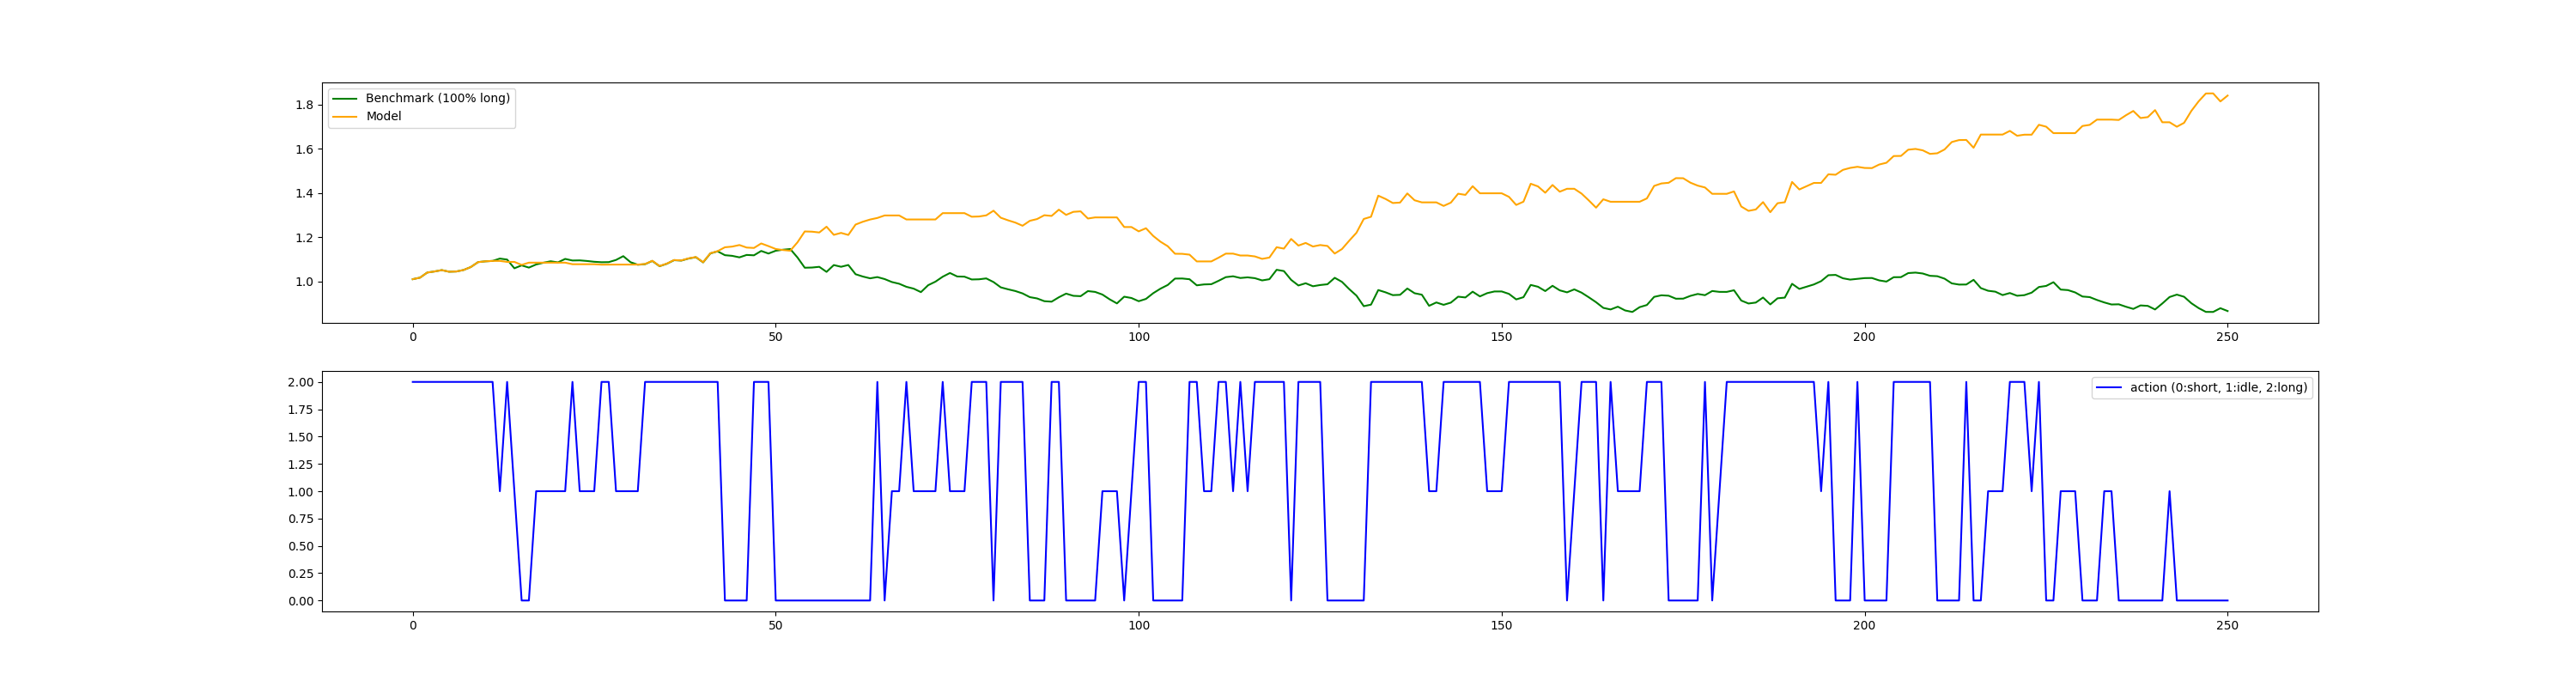 1.8
1.6
1.4
1.2
1.0
Benchmark (100% long)
Model
0 50 100 150 200 250
2.00
1.75
1.50
1.25
1.00
0.75
0.50
0.25
0.00
action (0:short, 1:idle, 2:long)
0 50 100 150 200 250